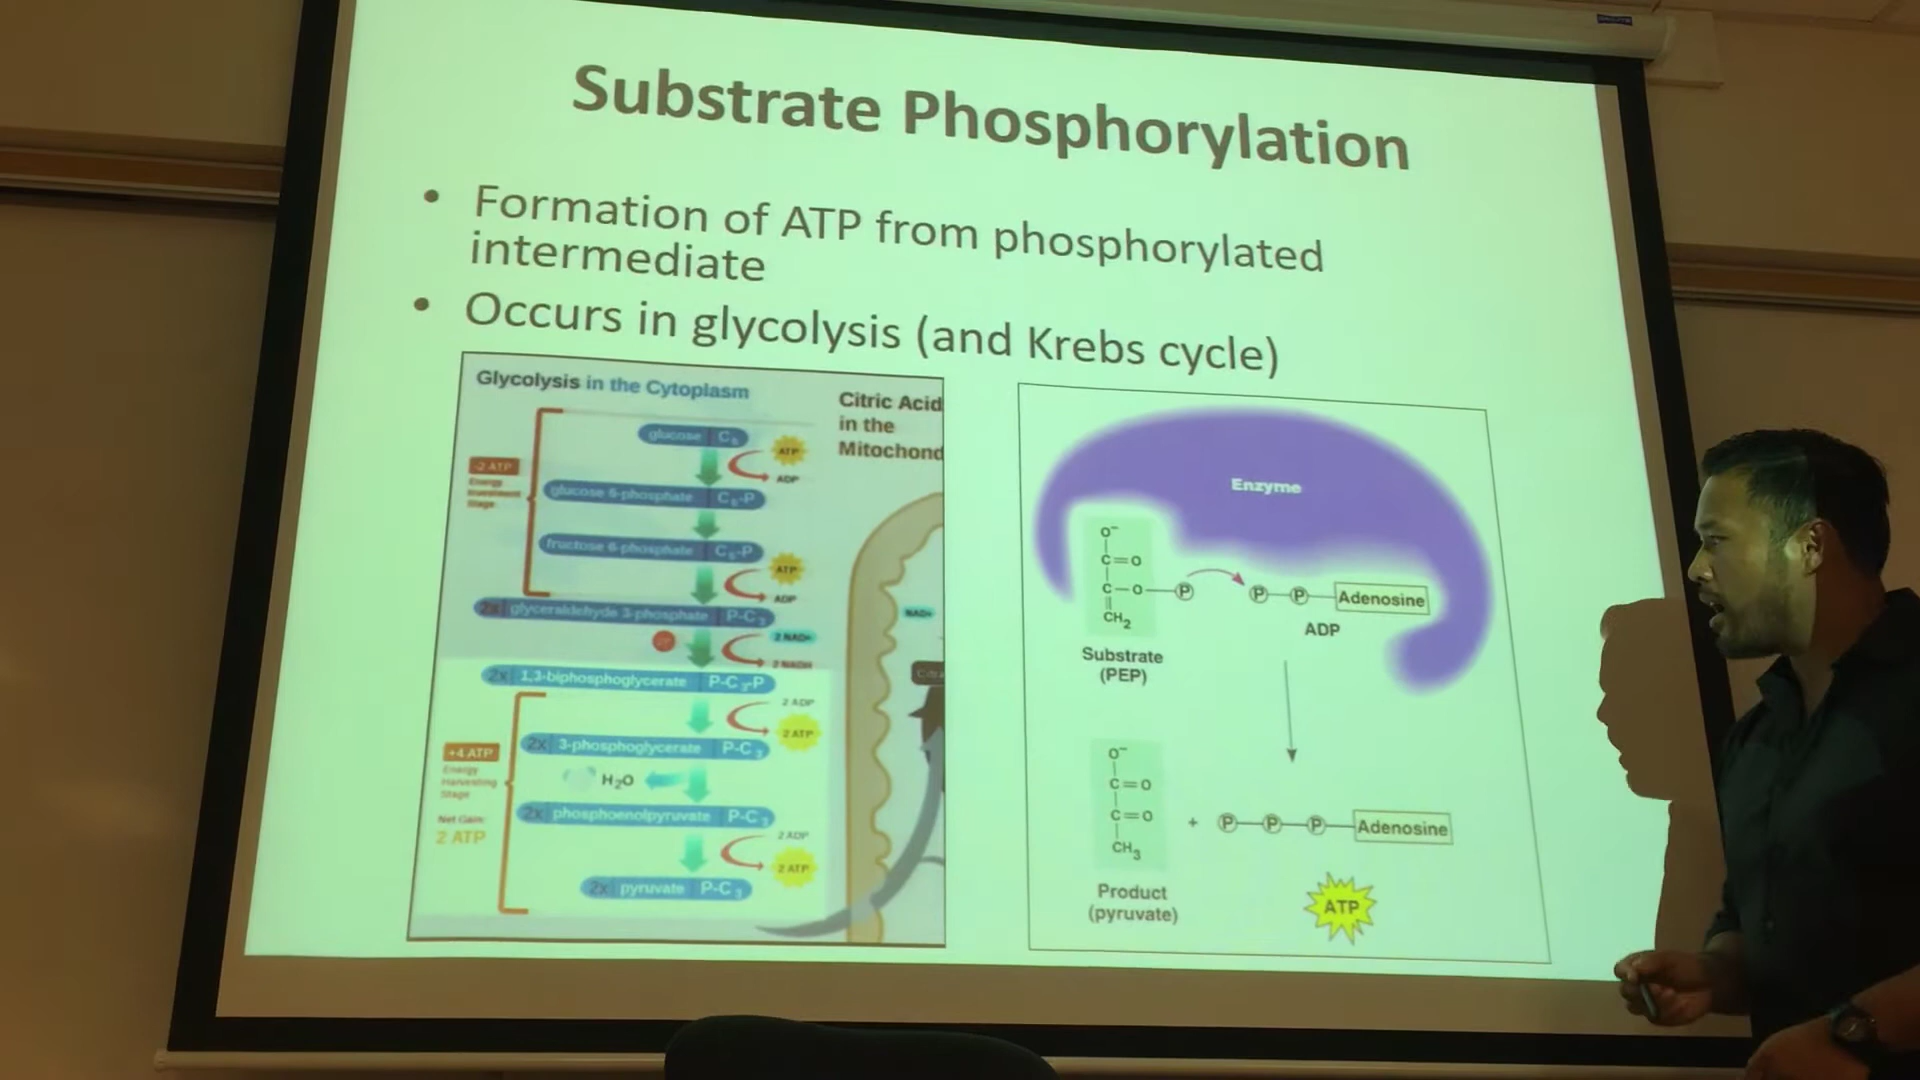 Substrate Phosphorylation
• Formation of ATP from phosphorylated
intermediate
• Occurs in glycolysis (and Krebs cycle)
Glycolysis in the Cytoplasm
Citric Acid
in the
Mitochond
glucose C6
ATP
ADP
-2 ATP
Energy
Investment
Stage
glucose 6-phosphate C6-P
fructose 6-phosphate C6-P
ATP
ADP
2x glyceraldehyde 3-phosphate P-C3
2 NAD+
2 NADH
NAD+
2x 1,3-biphosphoglycerate P-C3-P
2 ADP
2 ATP
+4 ATP
Energy
Harvesting
Stage
Net Gain:
2 ATP
2x 3-phosphoglycerate P-C3
H2O
2x phosphoenolpyruvate P-C3
2 ADP
2 ATP
2x pyruvate P-C3
Enzyme
O-
C=O
C-O-P
CH2
P-P-Adenosine
ADP
Substrate
(PEP)
O-
C=O
C=O
CH3
+ P-P-P-Adenosine
Product
(pyruvate)
ATP